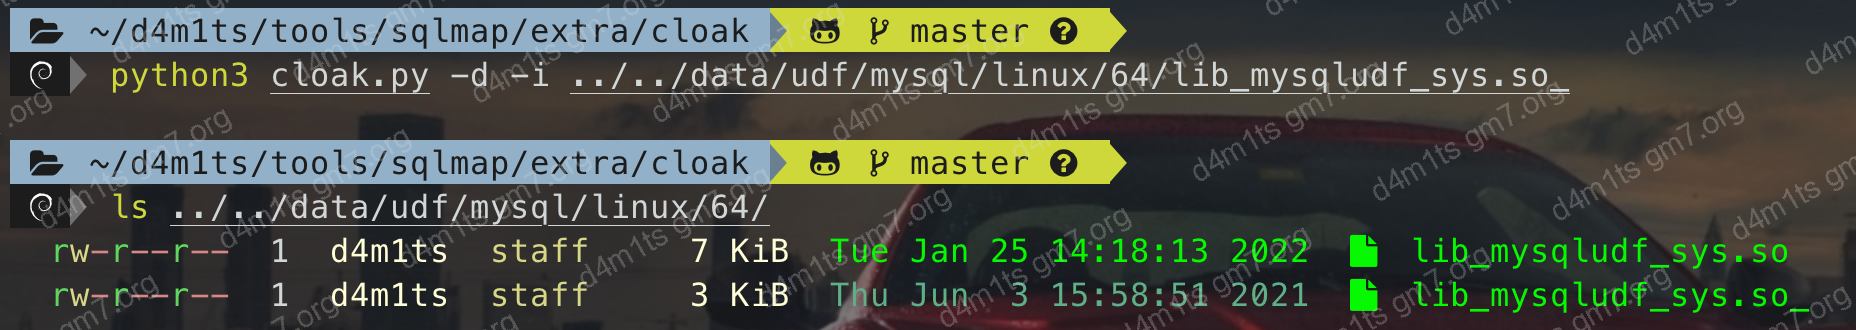 ~/d4m1ts/tools/sqlmap/extra/cloak master ?
python3 cloak.py -d -i ../../data/udf/mysql/linux/64/lib_mysqludf_sys.so_
~/d4m1ts/tools/sqlmap/extra/cloak master ?
ls ../../data/udf/mysql/linux/64/
rw-r--r-- 1 d4m1ts staff 7 KiB Tue Jan 25 14:18:13 2022 lib_mysqludf_sys.so
rw-r--r-- 1 d4m1ts staff 3 KiB Thu Jun 3 15:58:51 2021 lib_mysqludf_sys.so_
d4m1ts gm7.org